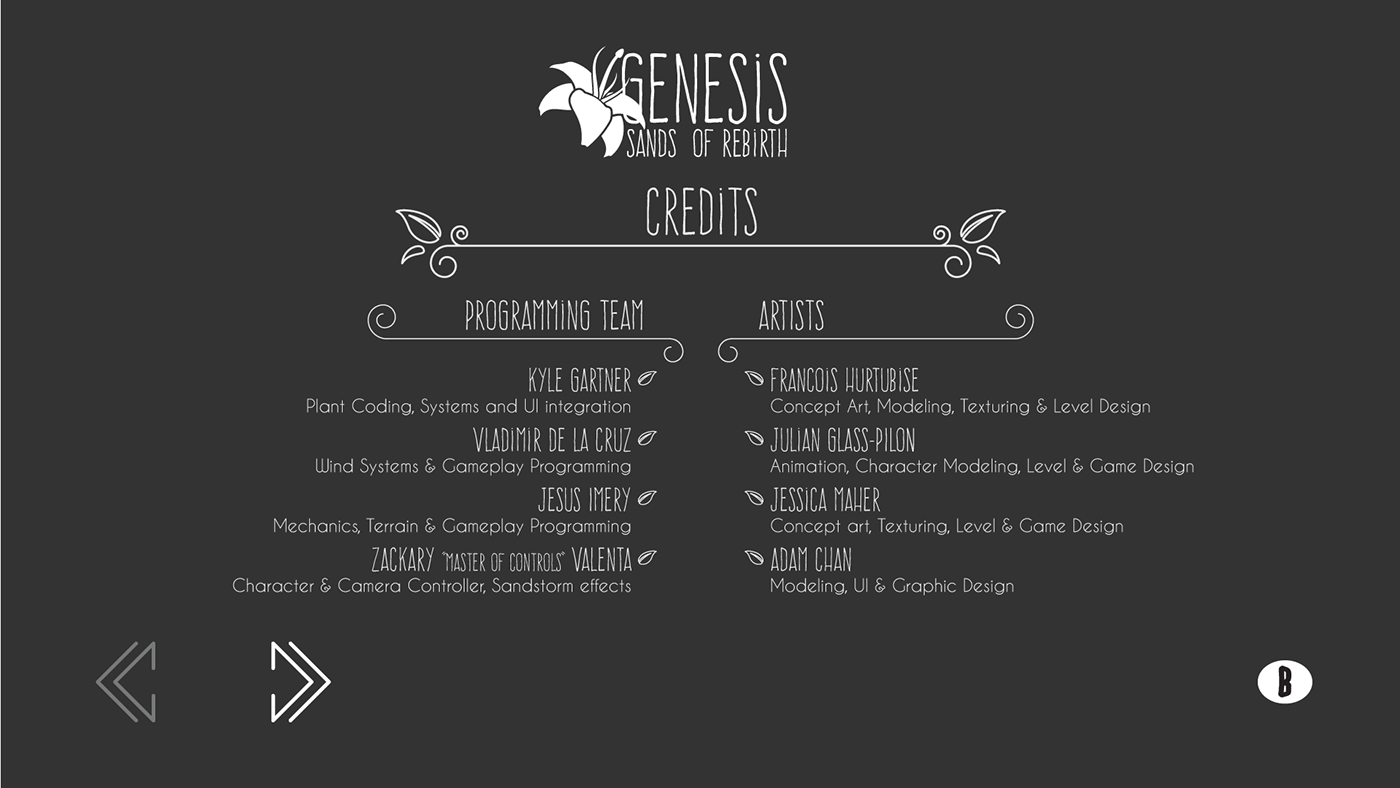 GENESIS
SANDS OF REBIRTH
CREDITS
PROGRAMMING TEAM
KYLE GARTNER
Plant Coding, Systems and UI integration
VLADIMIR DE LA CRUZ
Wind Systems & Gameplay Programming
JESUS IMERY
Mechanics, Terrain & Gameplay Programming
ZACKARY "MASTER OF CONTROLS" VALENTA
Character & Camera Controller, Sandstorm effects
ARTISTS
FRANCOIS HURTUBISE
Concept Art, Modeling, Texturing & Level Design
JULIAN GLASS-PILON
Animation, Character Modeling, Level & Game Design
JESSICA MAHER
Concept art, Texturing, Level & Game Design
ADAM CHAN
Modeling, UI & Graphic Design
B